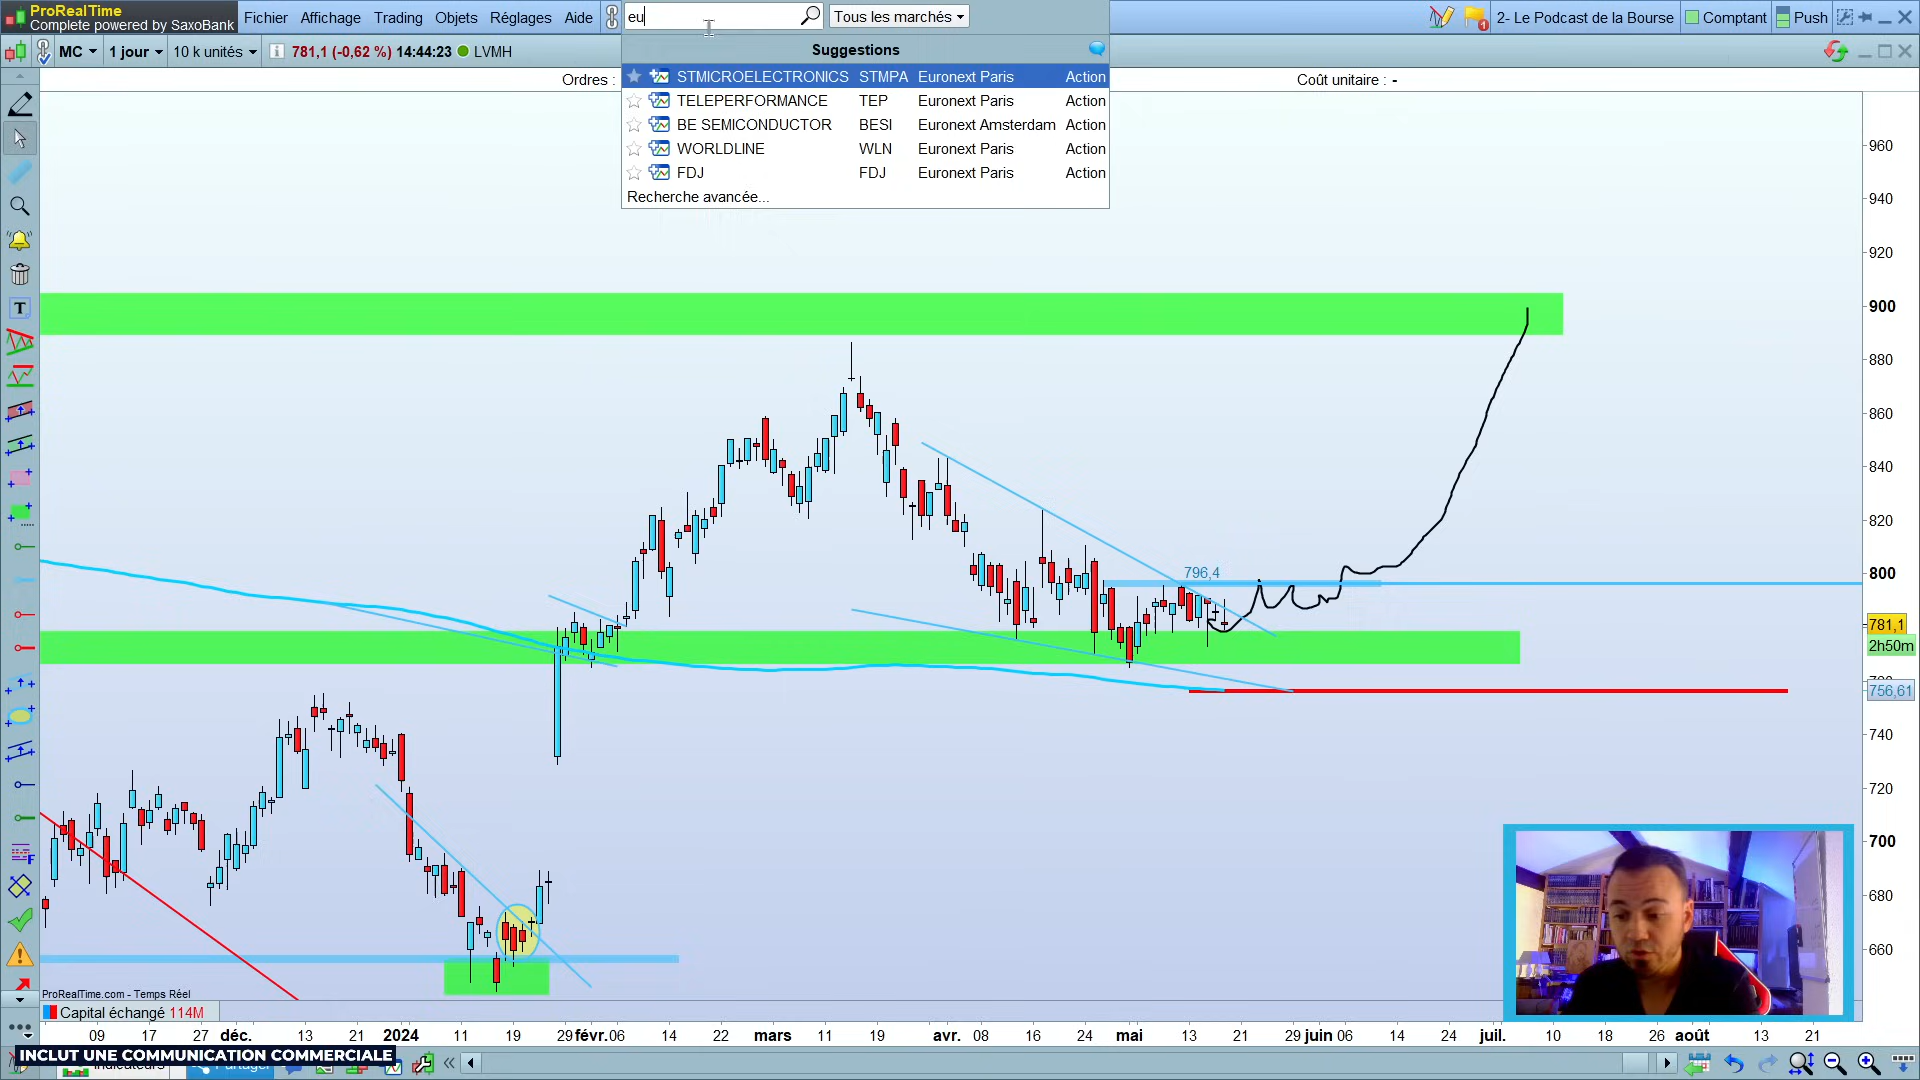 ProRealTime
Complete powered by SaxoBank
Fichier Affichage Trading Objets Réglages Aide
eu
Tous les marchés
2- Le Podcast de la Bourse
Comptant
Push
MC 1 jour 10 k unités
781,1 (-0,62 %) 14:44:23 LVMH
Suggestions
STMICROELECTRONICS STMPA Euronext Paris Action
TELEPERFORMANCE TEP Euronext Paris Action
BE SEMICONDUCTOR BESI Euronext Amsterdam Action
WORLDLINE WLN Euronext Paris Action
FDJ FDJ Euronext Paris Action
Recherche avancée...
Ordres :
Coût unitaire : -
960
940
920
900
880
860
840
820
796,4
800
781,1
2h50m
756,61
740
720
700
680
660
ProRealTime.com - Temps Réel
Capital échangé 114M
09 17 27 déc. 13 21 2024 11 19 29 févr. 06 14 22 mars 11 19 avr. 08 16 24 mai 13 21 29 juin 06 14 24 juil. 10 18 26 août 13 21
INCLUT UNE COMMUNICATION COMMERCIALE